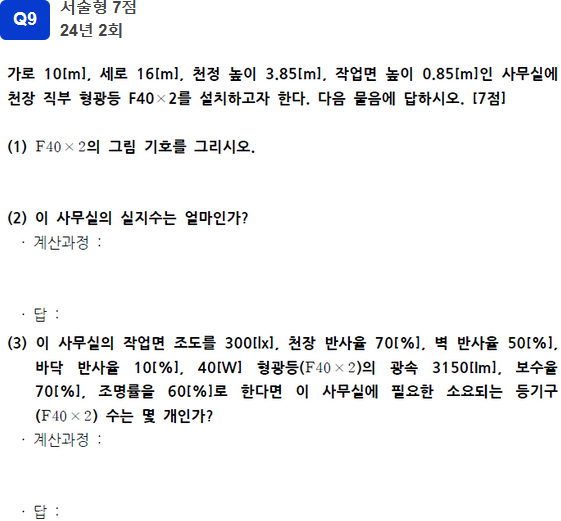 Q9
서술형 7점
24년 2회
가로 10[m], 세로 16[m], 천정 높이 3.85[m], 작업면 높이 0.85[m]인 사무실에
천장 직부 형광등 F40×2를 설치하고자 한다. 다음 물음에 답하시오. [7점]
(1) F40×2의 그림 기호를 그리시오.
(2) 이 사무실의 실지수는 얼마인가?
· 계산과정 :
· 답 :
(3) 이 사무실의 작업면 조도를 300[lx], 천장 반사율 70[%], 벽 반사율 50[%],
바닥 반사율 10[%], 40[W] 형광등(F40×2)의 광속 3150[lm], 보수율
70[%], 조명률을 60[%]로 한다면 이 사무실에 필요한 소요되는 등기구
(F40×2) 수는 몇 개인가?
· 계산과정 :
· 답 :